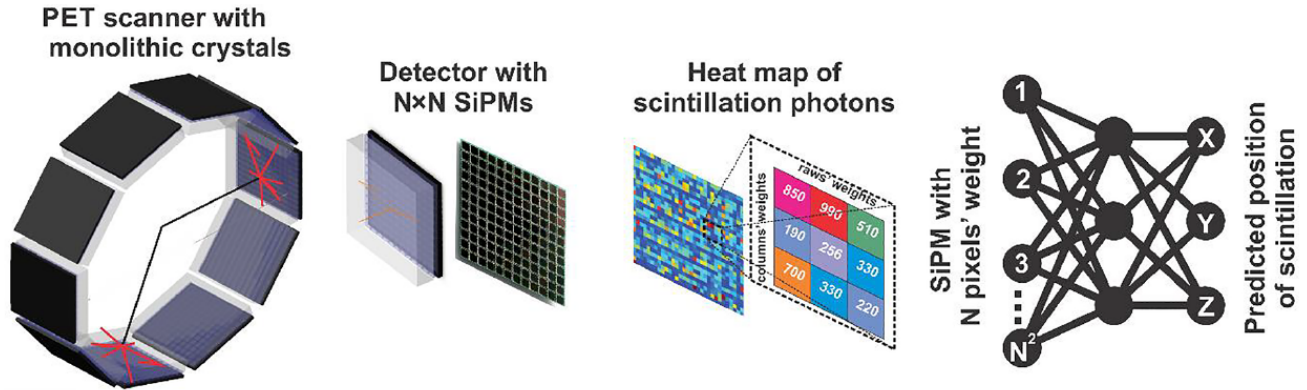 PET scanner with
monolithic crystals
Detector with
N×N SiPMs
Heat map of
scintillation photons
raws' weights
columns' weights
850
990
510
190
256
330
700
330
220
SiPM with
N pixels' weight
1
2
3
N²
X
Y
Z
Predicted position
of scintillation